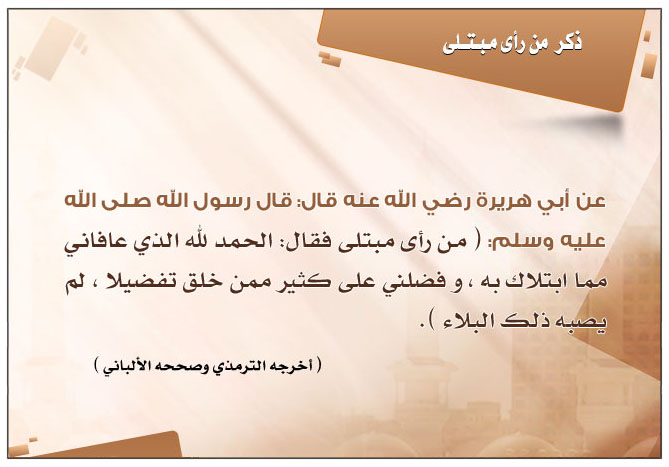 ذكر من رأى مبتلى
عن أبي هريرة رضي الله عنه قال: قال رسول الله صلى الله
عليه وسلم: ( من رأى مبتلى فقال: الحمد لله الذي عافاني
مما ابتلاك به ، و فضلني على كثير ممن خلق تفضيلا ، لم
يصبه ذلك البلاء ).
( أخرجه الترمذي وصححه الألباني )